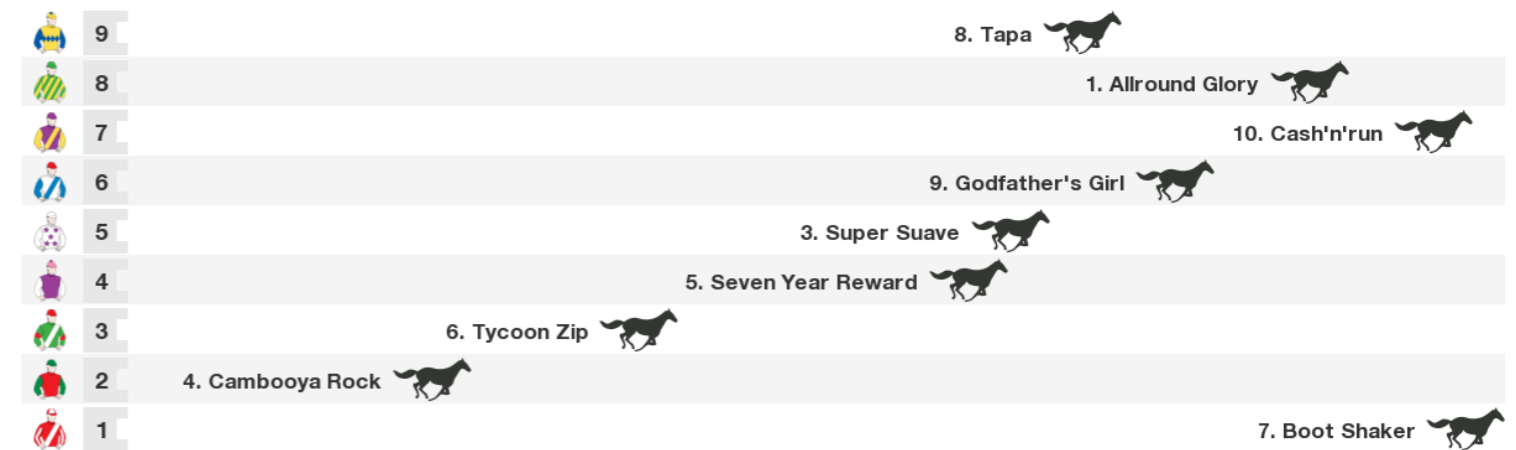 9 8. Tapa
8 1. Allround Glory
7 10. Cash'n'run
6 9. Godfather's Girl
5 3. Super Suave
4 5. Seven Year Reward
3 6. Tycoon Zip
2 4. Cambooya Rock
1 7. Boot Shaker